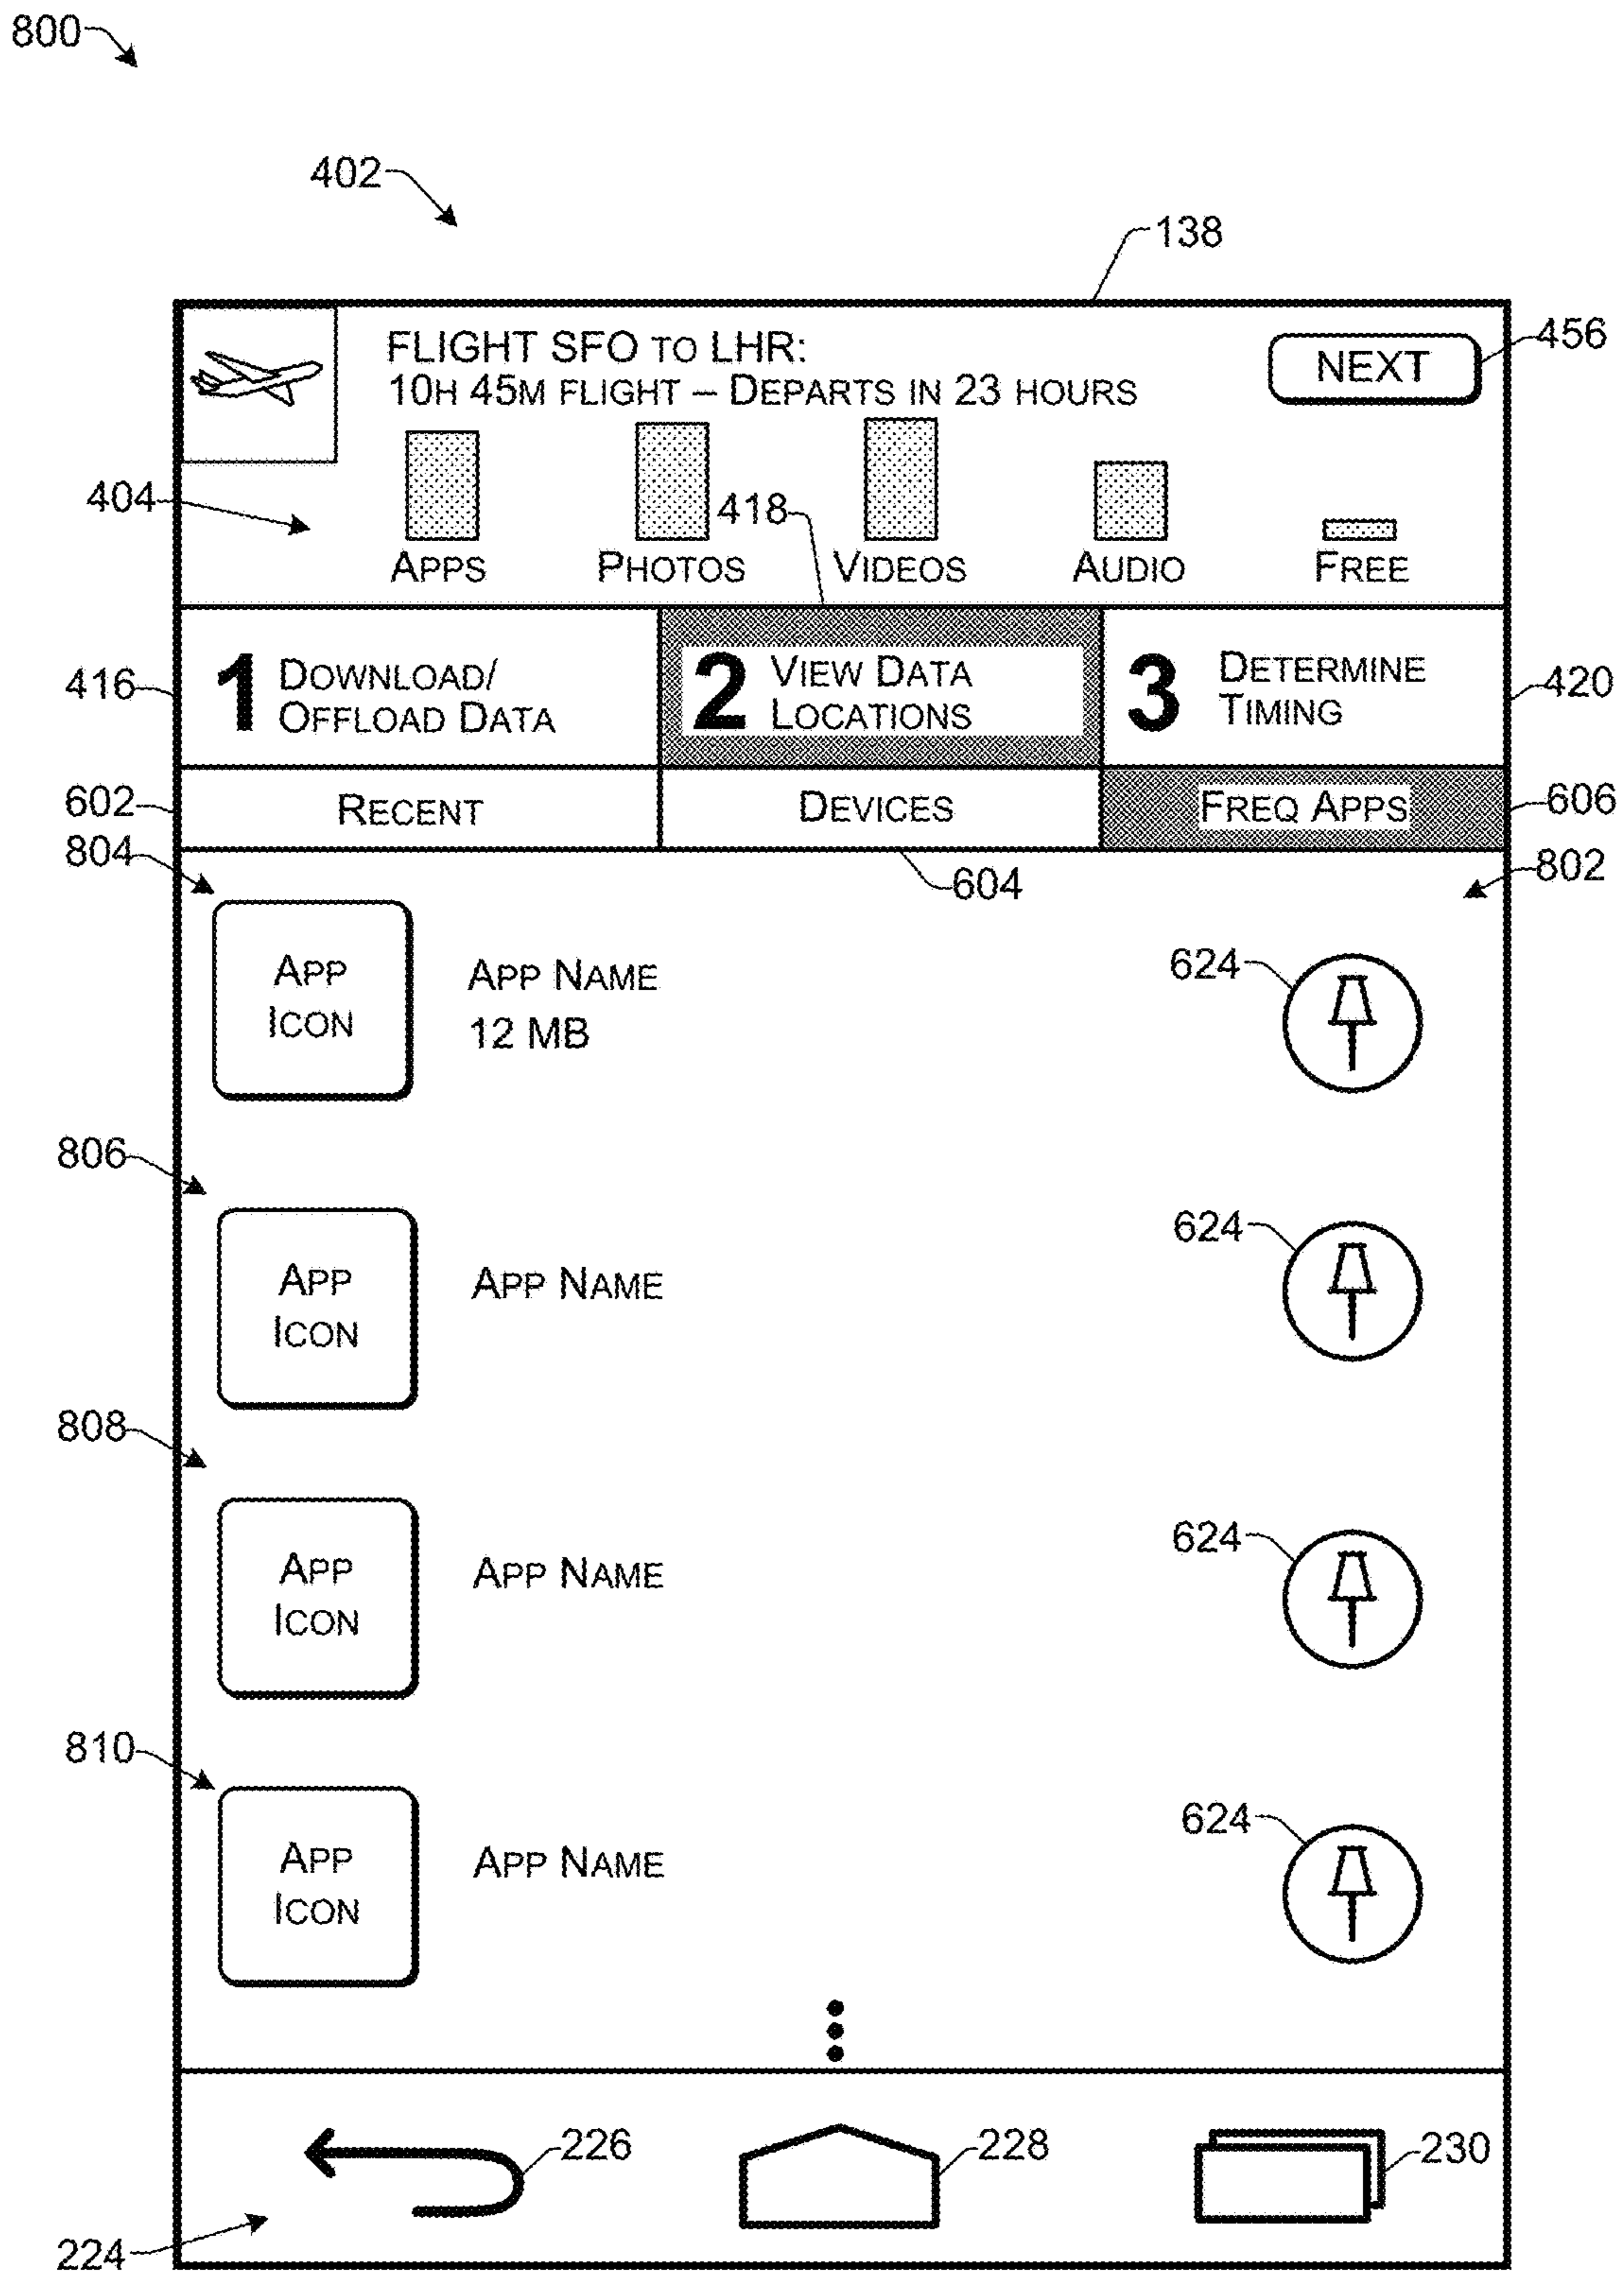 800
402
138
FLIGHT SFO TO LHR:
10H 45M FLIGHT – DEPARTS IN 23 HOURS
NEXT
456
404
418
APPS
PHOTOS
VIDEOS
AUDIO
FREE
416
1 DOWNLOAD/
OFFLOAD DATA
2 VIEW DATA
LOCATIONS
3 DETERMINE
TIMING
420
602
RECENT
DEVICES
FREQ APPS
606
804
604
802
APP
ICON
APP NAME
12 MB
624
806
APP
ICON
APP NAME
624
808
APP
ICON
APP NAME
624
810
APP
ICON
APP NAME
624
226
228
230
224